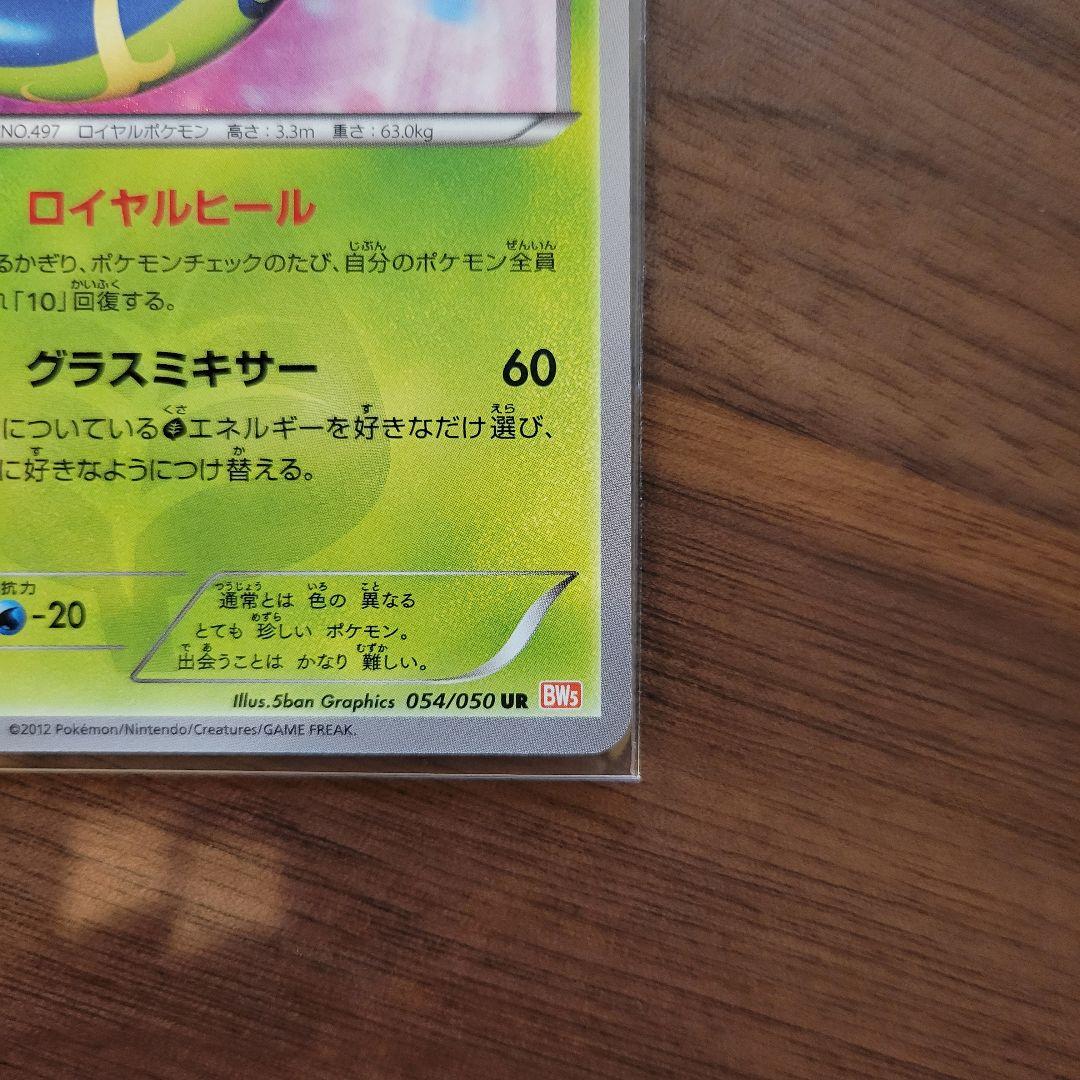 NO.497 ロイヤルポケモン 高さ:3.3m 重さ:63.0kg
ロイヤルヒール
るかぎり、ポケモンチェックのたび、自分のポケモン全員
「10」回復する。
グラスミキサー 60
についているエネルギーを好きなだけ選び、
に好きなようにつけ替える。
抗力
-20
通常とは 色の 異なる
とても 珍しい ポケモン。
出会うことは かなり 難しい。
Illus.5ban Graphics 054/050 UR BW5
©2012 Pokémon/Nintendo/Creatures/GAME FREAK.